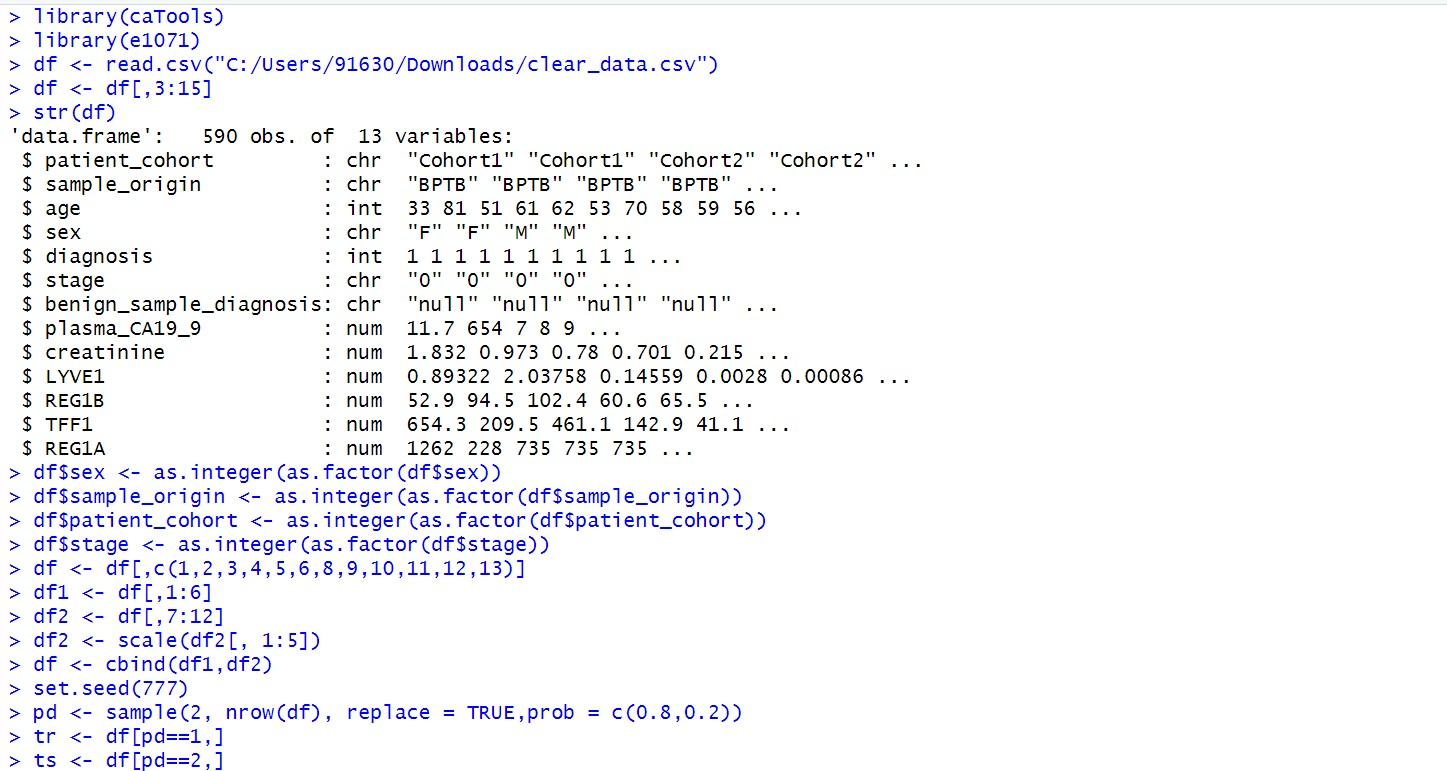 > library(caTools)
> library(e1071)
> df <- read.csv("C:/Users/91630/Downloads/clear_data.csv")
> df <- df[,3:15]
> str(df)
'data.frame':   590 obs. of  13 variables:
 $ patient_cohort         : chr  "Cohort1" "Cohort1" "Cohort2" "Cohort2" ...
 $ sample_origin          : chr  "BPTB" "BPTB" "BPTB" "BPTB" ...
 $ age                    : int  33 81 51 61 62 53 70 58 59 56 ...
 $ sex                    : chr  "F" "F" "M" "M" ...
 $ diagnosis              : int  1 1 1 1 1 1 1 1 1 1 ...
 $ stage                  : chr  "0" "0" "0" "0" ...
 $ benign_sample_diagnosis: chr  "null" "null" "null" "null" ...
 $ plasma_CA19_9          : num  11.7 654 7 8 9 ...
 $ creatinine             : num  1.832 0.973 0.78 0.701 0.215 ...
 $ LYVE1                  : num  0.89322 2.03758 0.14559 0.0028 0.00086 ...
 $ REG1B                  : num  52.9 94.5 102.4 60.6 65.5 ...
 $ TFF1                   : num  654.3 209.5 461.1 142.9 41.1 ...
 $ REG1A                  : num  1262 228 735 735 735 ...
> df$sex <- as.integer(as.factor(df$sex))
> df$sample_origin <- as.integer(as.factor(df$sample_origin))
> df$patient_cohort <- as.integer(as.factor(df$patient_cohort))
> df$stage <- as.integer(as.factor(df$stage))
> df <- df[,c(1,2,3,4,5,6,8,9,10,11,12,13)]
> df1 <- df[,1:6]
> df2 <- df[,7:12]
> df2 <- scale(df2[, 1:5])
> df <- cbind(df1,df2)
> set.seed(777)
> pd <- sample(2, nrow(df), replace = TRUE,prob = c(0.8,0.2))
> tr <- df[pd==1,]
> ts <- df[pd==2,]